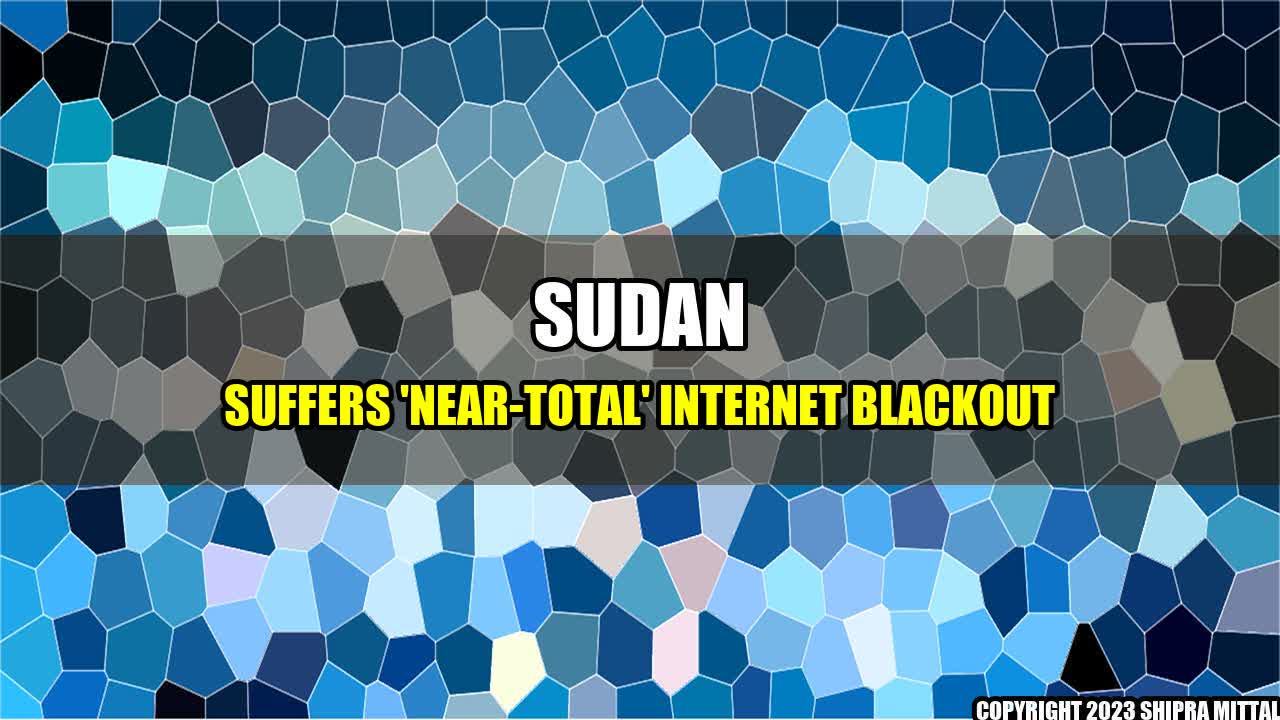 SUDAN
SUFFERS 'NEAR-TOTAL' INTERNET BLACKOUT
COPYRIGHT 2023 SHIPRA MITTAL